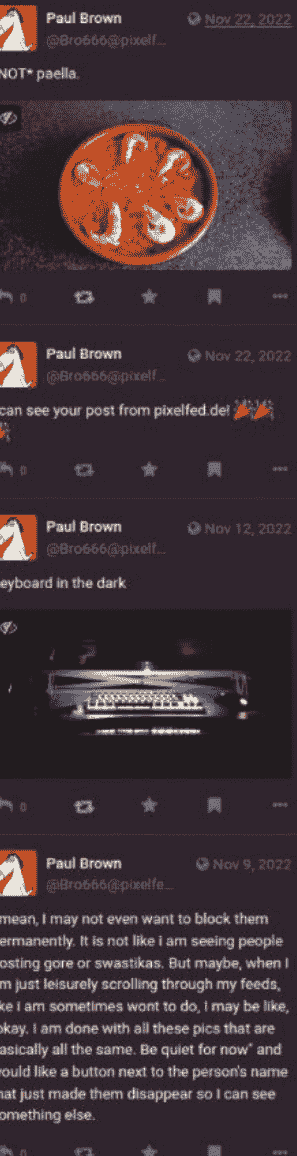 Paul Brown Nov 22, 2022
@Bro666@pixelf...
NOT* paella.
0
Paul Brown Nov 22, 2022
@Bro666@pixelf...
can see your post from pixelfed.de! 🎉🎉
🎉
0
Paul Brown Nov 12, 2022
@Bro666@pixelf...
eyboard in the dark
0
Paul Brown Nov 9, 2022
@Bro666@pixelfe...
mean, I may not even want to block them
ermanently. It is not like i am seeing people
osting gore or swastikas. But maybe, when I
m just leisurely scrolling through my feeds,
ke i am sometimes wont to do, I may be like,
okay. I am done with all these pics that are
asically all the same. Be quiet for now" and
ould like a button next to the person's name
hat just made them disappear so I can see
omething else.